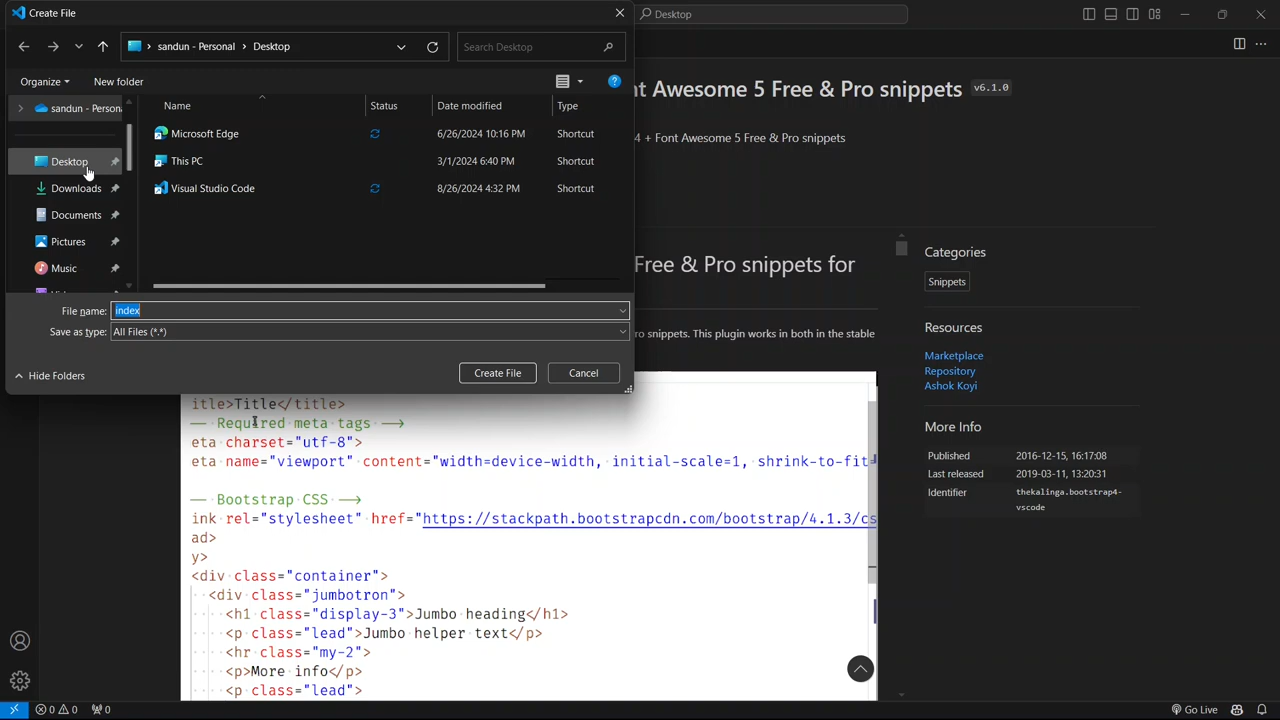 Create File
Desktop
sandun - Personal
Desktop
Search Desktop
Organize
New folder
sandun - Persona
Desktop
Downloads
Documents
Pictures
Music
Name
Status
Date modified
Type
Microsoft Edge
6/26/2024 10:16 PM
Shortcut
This PC
3/1/2024 6:40 PM
Shortcut
Visual Studio Code
8/26/2024 4:32 PM
Shortcut
File name:
index
Save as type:
All Files (*.*)
Hide Folders
Create File
Cancel
nt Awesome 5 Free & Pro snippets
v6.1.0
4 + Font Awesome 5 Free & Pro snippets
Free & Pro snippets for
ro snippets. This plugin works in both in the stable
itle>Title</title>
— Required meta tags —>
eta charset="utf-8">
eta name="viewport" content="width=device-width, initial-scale=1, shrink-to-fit=
— Bootstrap CSS —>
ink rel="stylesheet" href="https://stackpath.bootstrapcdn.com/bootstrap/4.1.3/cs
ad>
y>
<div class="container">
<div class="jumbotron">
<h1 class="display-3">Jumbo heading</h1>
<p class="lead">Jumbo helper text</p>
<hr class="my-2">
<p>More info</p>
<p class="lead">
Categories
Snippets
Resources
Marketplace
Repository
Ashok Koyi
More Info
Published
2016-12-15, 16:17:08
Last released
2019-03-11, 13:20:31
Identifier
thekalinga.bootstrap4-
vscode
0
0
0
Go Live